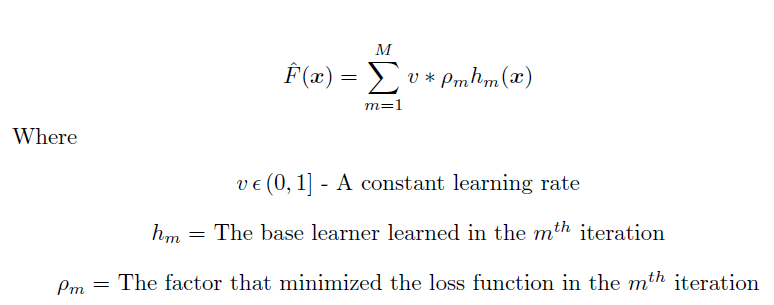 F̂(x) = ∑_{m=1}^{M} v * ρ_m h_m(x)
Where
v ϵ (0, 1] - A constant learning rate
h_m = The base learner learned in the m^{th} iteration
ρ_m = The factor that minimized the loss function in the m^{th} iteration